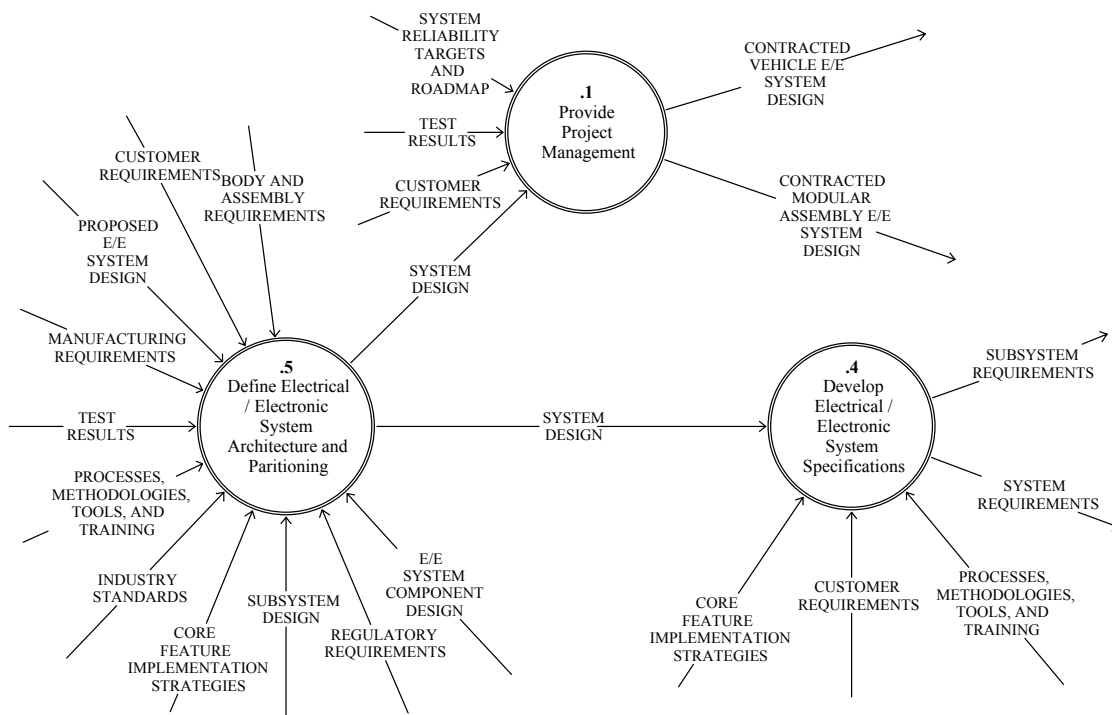 SYSTEM
RELIABILITY
TARGETS
AND
ROADMAP
TEST
RESULTS
CUSTOMER
REQUIREMENTS
.1
Provide
Project
Management
CONTRACTED
VEHICLE E/E
SYSTEM
DESIGN
CONTRACTED
MODULAR
ASSEMBLY E/E
SYSTEM
DESIGN
CUSTOMER
REQUIREMENTS
BODY AND
ASSEMBLY
REQUIREMENTS
PROPOSED
E/E
SYSTEM
DESIGN
SYSTEM
DESIGN
MANUFACTURING
REQUIREMENTS
TEST
RESULTS
PROCESSES,
METHODOLOGIES,
TOOLS, AND
TRAINING
INDUSTRY
STANDARDS
CORE
FEATURE
IMPLEMENTATION
STRATEGIES
SUBSYSTEM
DESIGN
REGULATORY
REQUIREMENTS
E/E
SYSTEM
COMPONENT
DESIGN
.5
Define Electrical
/ Electronic
System
Architecture and
Paritioning
SYSTEM
DESIGN
.4
Develop
Electrical /
Electronic
System
Specifications
SUBSYSTEM
REQUIREMENTS
SYSTEM
REQUIREMENTS
CORE
FEATURE
IMPLEMENTATION
STRATEGIES
CUSTOMER
REQUIREMENTS
PROCESSES,
METHODOLOGIES,
TOOLS, AND
TRAINING